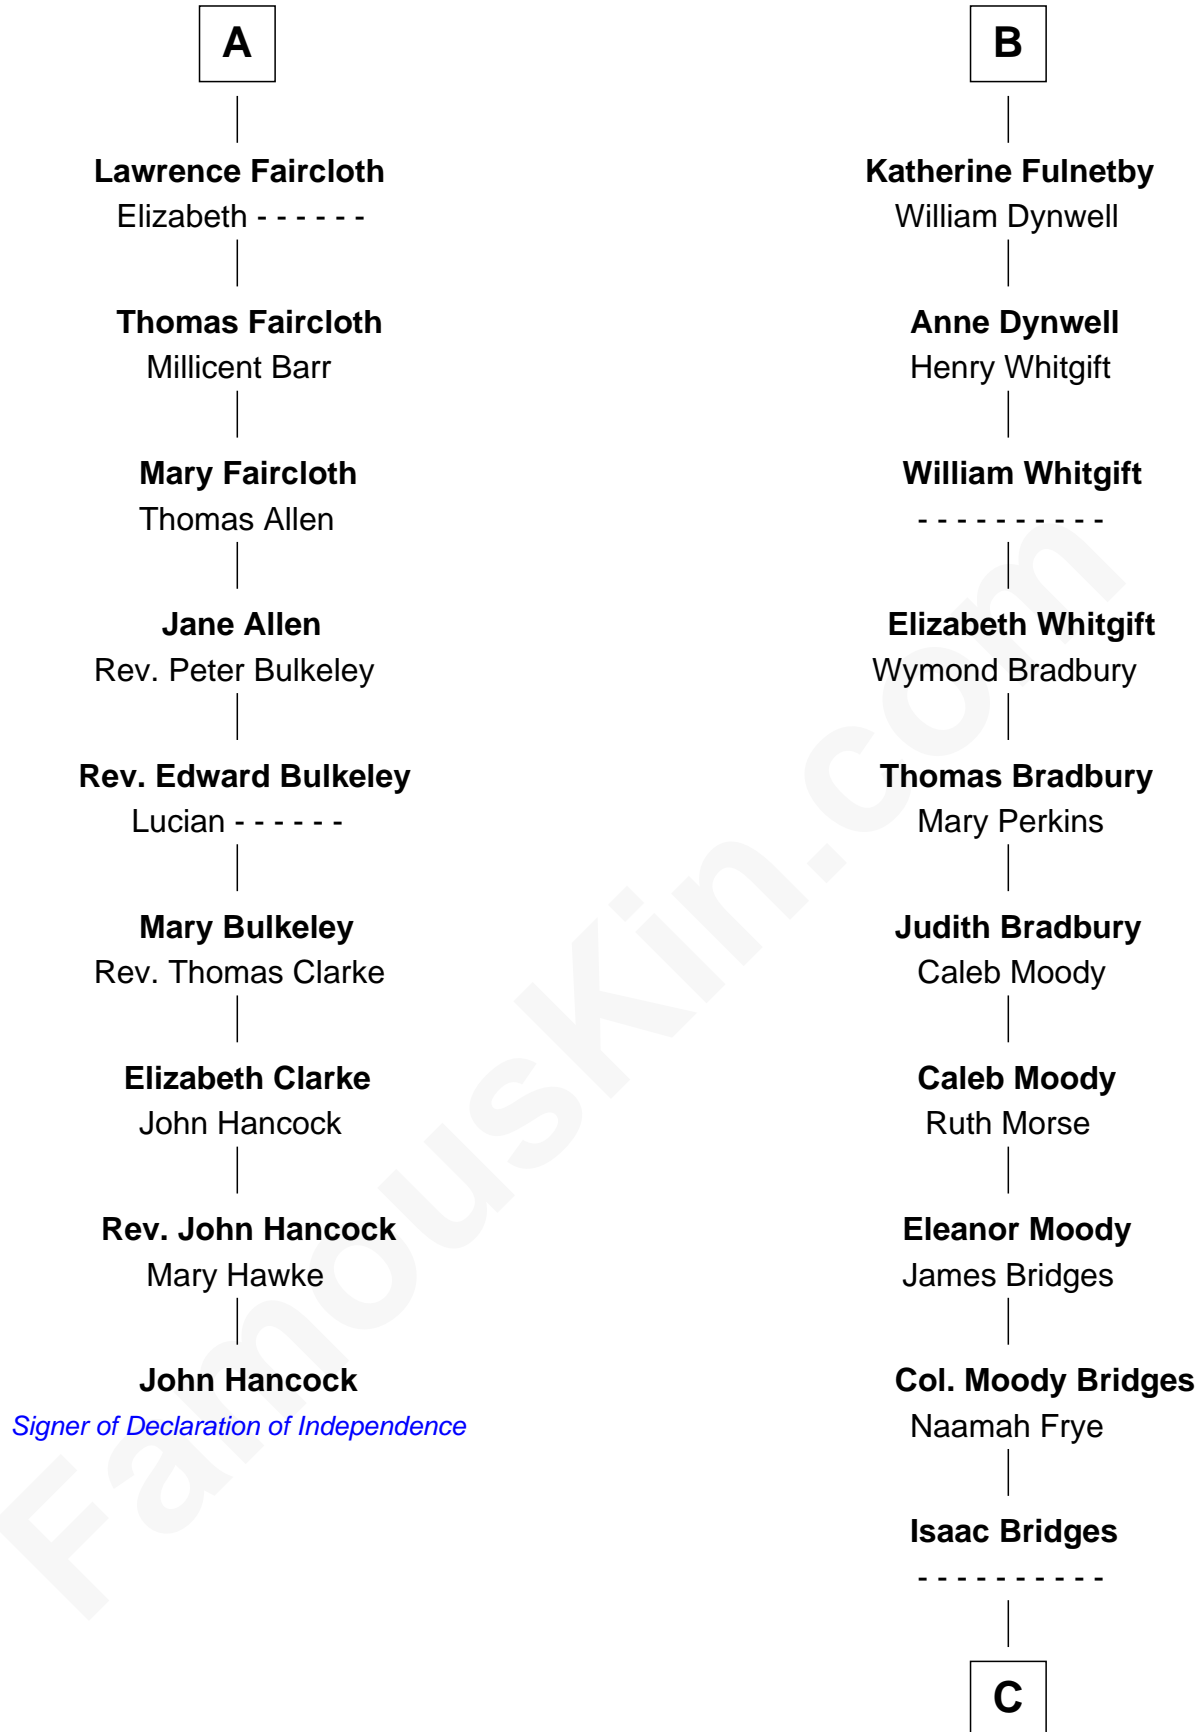 A
Lawrence Faircloth
Elizabeth - - - - - -
Thomas Faircloth
Millicent Barr
Mary Faircloth
Thomas Allen
Jane Allen
Rev. Peter Bulkeley
Rev. Edward Bulkeley
Lucian - - - - - -
Mary Bulkeley
Rev. Thomas Clarke
Elizabeth Clarke
John Hancock
Rev. John Hancock
Mary Hawke
John Hancock
Signer of Declaration of Independence
B
Katherine Fulnetby
William Dynwell
Anne Dynwell
Henry Whitgift
William Whitgift
- - - - - - - - - -
Elizabeth Whitgift
Wymond Bradbury
Thomas Bradbury
Mary Perkins
Judith Bradbury
Caleb Moody
Caleb Moody
Ruth Morse
Eleanor Moody
James Bridges
Col. Moody Bridges
Naamah Frye
Isaac Bridges
- - - - - - - - - -
C
FamousKin.com